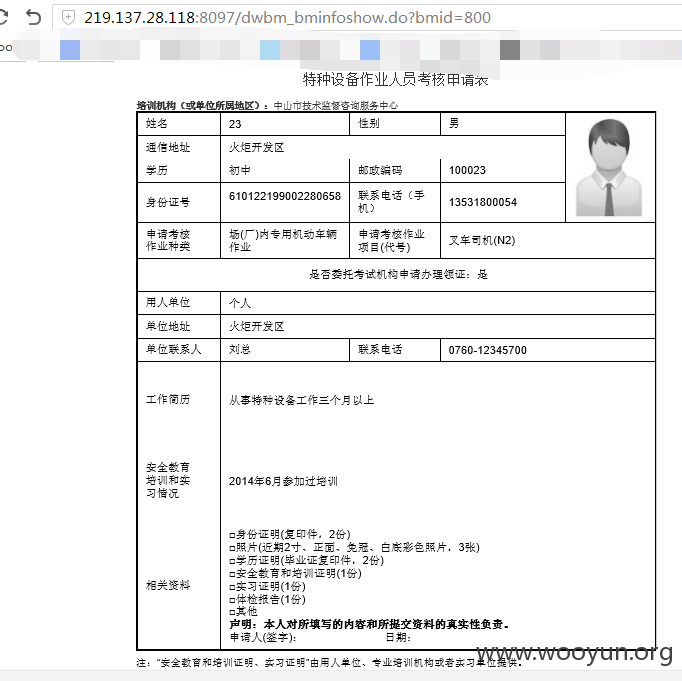 219.137.28.118:8097/dwbm_bminfoshow.do?bmid=800
特种设备作业人员考核申请表
培训机构（或单位所属地区）：中山市技术监督咨询服务中心
姓名 23 性别 男
通信地址 火炬开发区
学历 初中 邮政编码 100023
身份证号 610122199002280658 联系电话（手
机） 13531800054
申请考核 场(厂)内专用机动车辆 申请考核作业 叉车司机(N2)
作业种类 作业 项目(代号)
是否委托考试机构申请办理领证：是
用人单位 个人
单位地址 火炬开发区
单位联系人 刘总 联系电话 0760-12345700
工作简历 从事特种设备工作三个月以上
安全教育
培训和实 2014年6月参加过培训
习情况
□身份证明(复印件，2份)
□照片(近期2寸、正面、免冠、白底彩色照片，3张)
□学历证明(毕业证复印件，2份)
□安全教育和培训证明(1份)
相关资料 □实习证明(1份)
□体检报告(1份)
□其他
声明：本人对所填写的内容和所提交资料的真实性负责。
申请人(签字)： 日期：
www.wooyun.org
注："安全教育和培训证明、实习证明"由用人单位、专业培训机构或者实习单位提供。